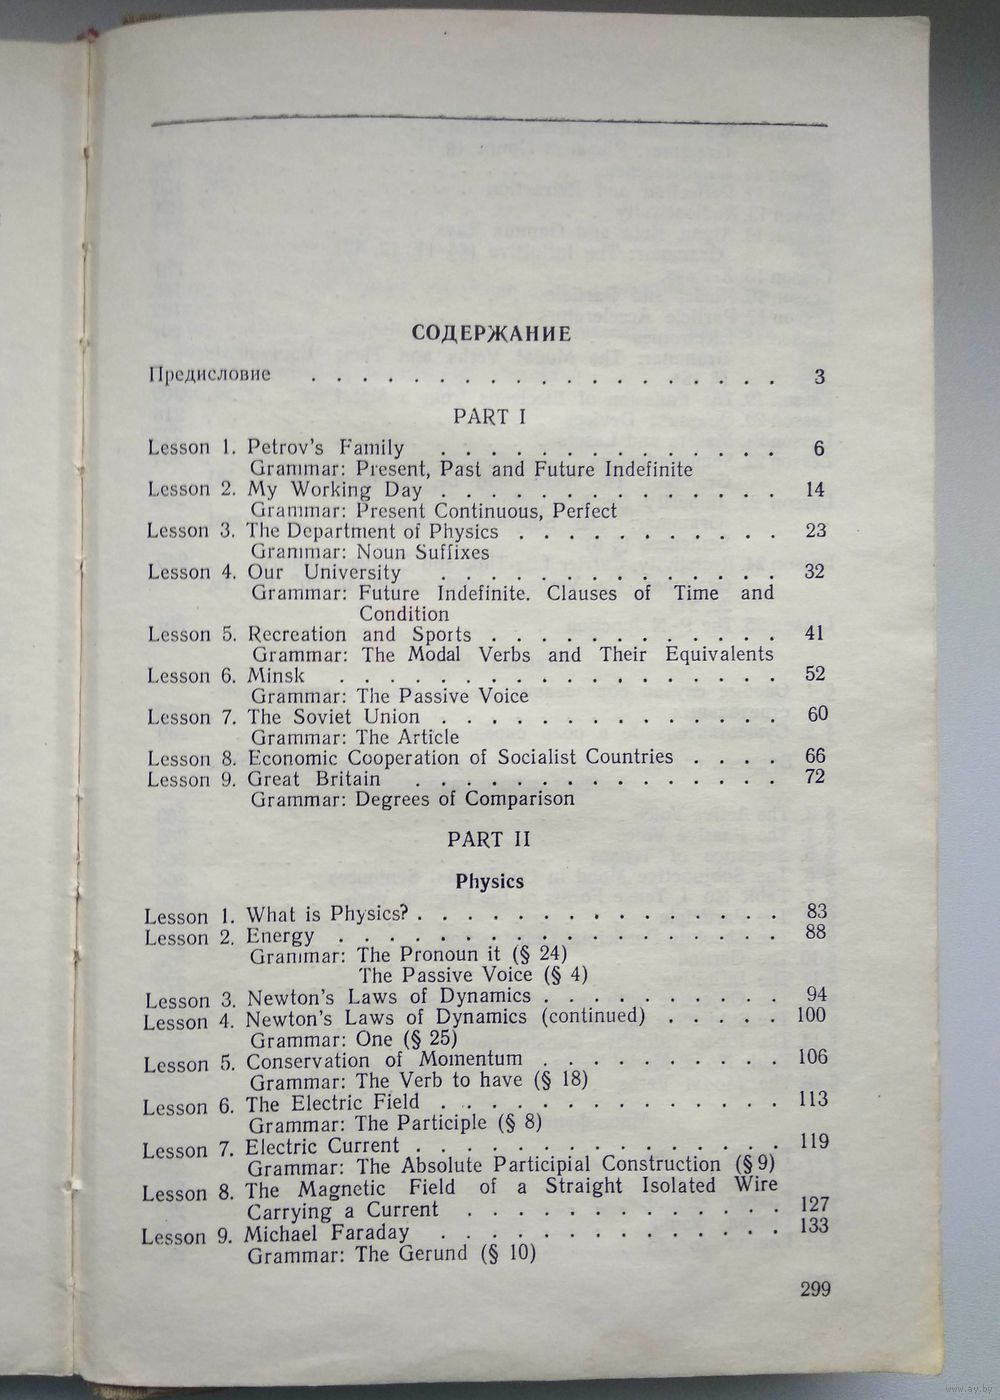 СОДЕРЖАНИЕ
Предисловие . . . . . . . . . . . . . . . . . . . 3
PART I
Lesson 1. Petrov's Family . . . . . . . . . . . . . . 6
Grammar: Present, Past and Future Indefinite
Lesson 2. My Working Day . . . . . . . . . . . . . . 14
Grammar: Present Continuous, Perfect
Lesson 3. The Department of Physics . . . . . . . . . . . 23
Grammar: Noun Suffixes
Lesson 4. Our University . . . . . . . . . . . . . . 32
Grammar: Future Indefinite. Clauses of Time and
Condition
Lesson 5. Recreation and Sports . . . . . . . . . . . . 41
Grammar: The Modal Verbs and Their Equivalents
Lesson 6. Minsk . . . . . . . . . . . . . . . . . . 52
Grammar: The Passive Voice
Lesson 7. The Soviet Union . . . . . . . . . . . . . . 60
Grammar: The Article
Lesson 8. Economic Cooperation of Socialist Countries . . . . 66
Lesson 9. Great Britain . . . . . . . . . . . . . . . 72
Grammar: Degrees of Comparison
PART II
Physics
Lesson 1. What is Physics? . . . . . . . . . . . . . . . 83
Lesson 2. Energy . . . . . . . . . . . . . . . . . . 88
Grammar: The Pronoun it (§ 24)
The Passive Voice (§ 4)
Lesson 3. Newton's Laws of Dynamics . . . . . . . . . . 94
Lesson 4. Newton's Laws of Dynamics (continued) . . . . . 100
Grammar: One (§ 25)
Lesson 5. Conservation of Momentum . . . . . . . . . . 106
Grammar: The Verb to have (§ 18)
Lesson 6. The Electric Field . . . . . . . . . . . . . . 113
Grammar: The Participle (§ 8)
Lesson 7. Electric Current . . . . . . . . . . . . . . . 119
Grammar: The Absolute Participial Construction (§ 9)
Lesson 8. The Magnetic Field of a Straight Isolated Wire
Carrying a Current . . . . . . . . . . . . . 127
Lesson 9. Michael Faraday . . . . . . . . . . . . . . 133
Grammar: The Gerund (§ 10)
299
www.ay.by